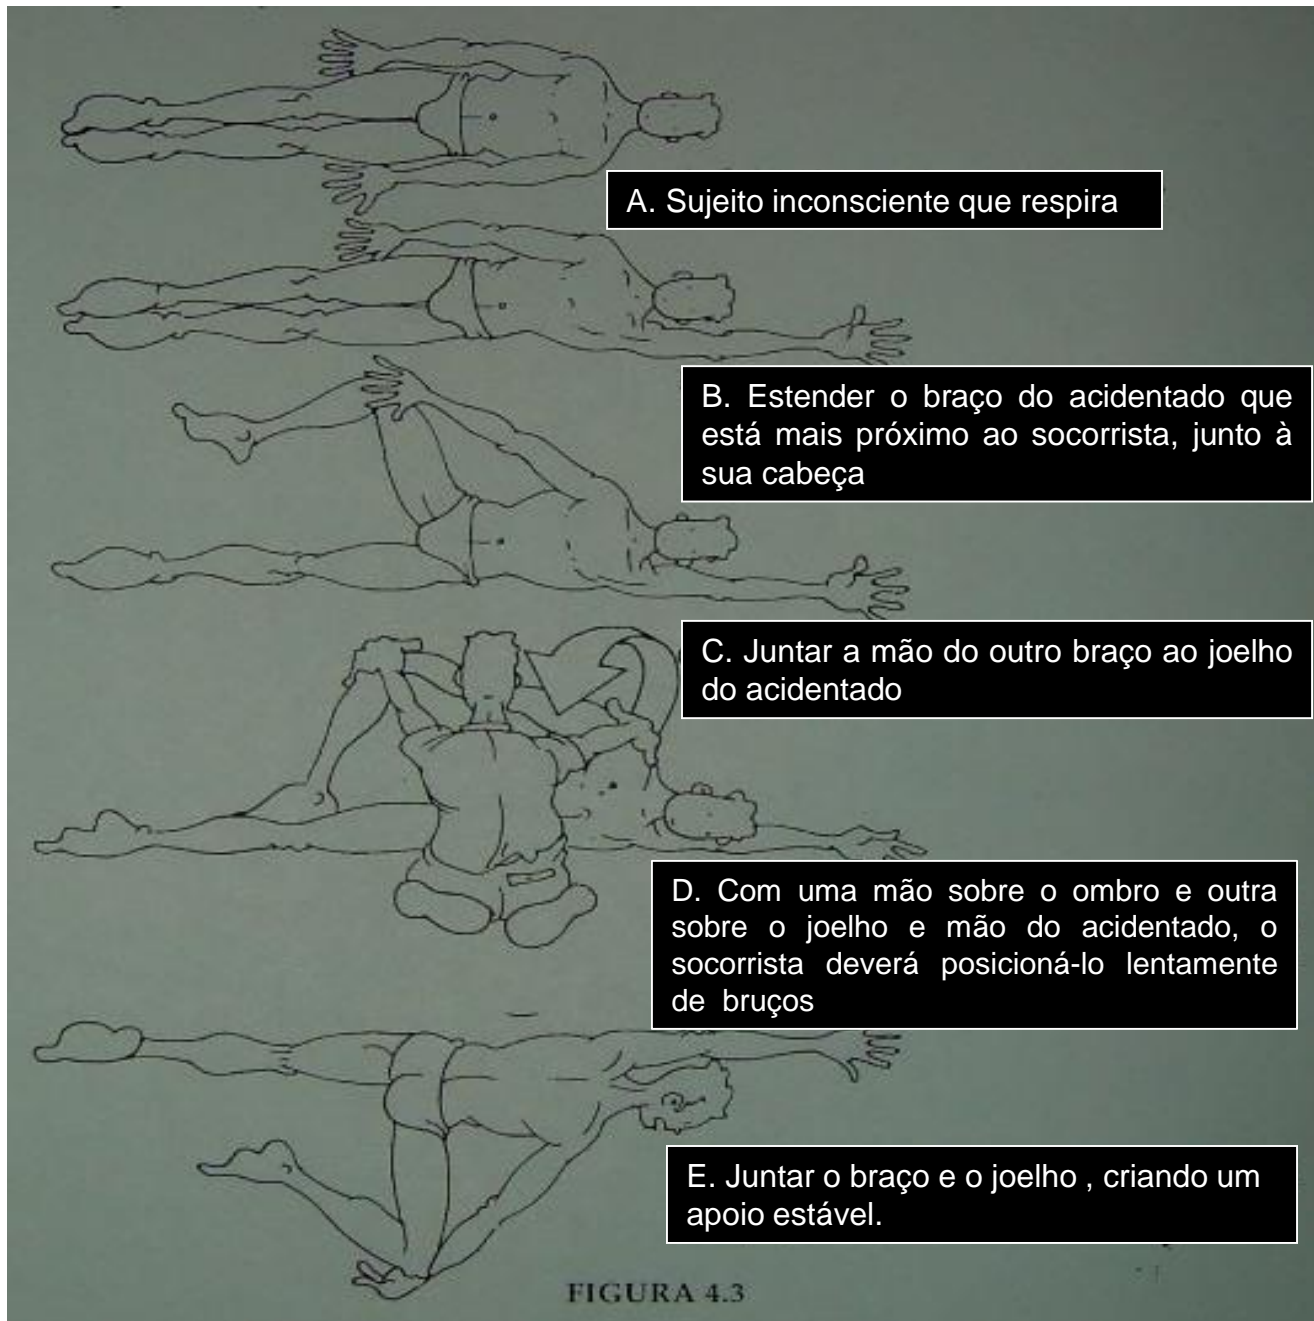 A. Sujeito inconsciente que respira
B. Estender o braço do acidentado que
está mais próximo ao socorrista, junto à
sua cabeça
C. Juntar a mão do outro braço ao joelho
do acidentado
D. Com uma mão sobre o ombro e outra
sobre o joelho e mão do acidentado, o
socorrista deverá posicioná-lo lentamente
de bruços
E. Juntar o braço e o joelho , criando um
apoio estável.
FIGURA 4.3